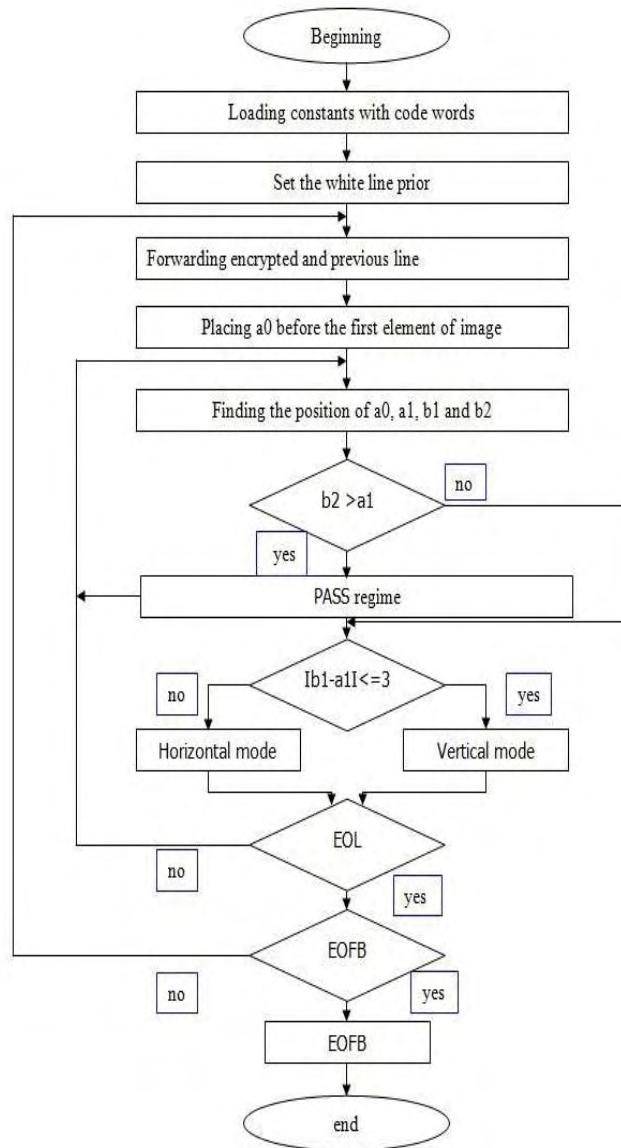 Beginning
Loading constants with code words
Set the white line prior
Forwarding encrypted and previous line
Placing a0 before the first element of image
Finding the position of a0, a1, b1 and b2
b2 >a1
no
yes
PASS regime
Ib1-a1I<=3
no
yes
Horizontal mode
Vertical mode
EOL
no
yes
EOFB
no
yes
EOFB
end